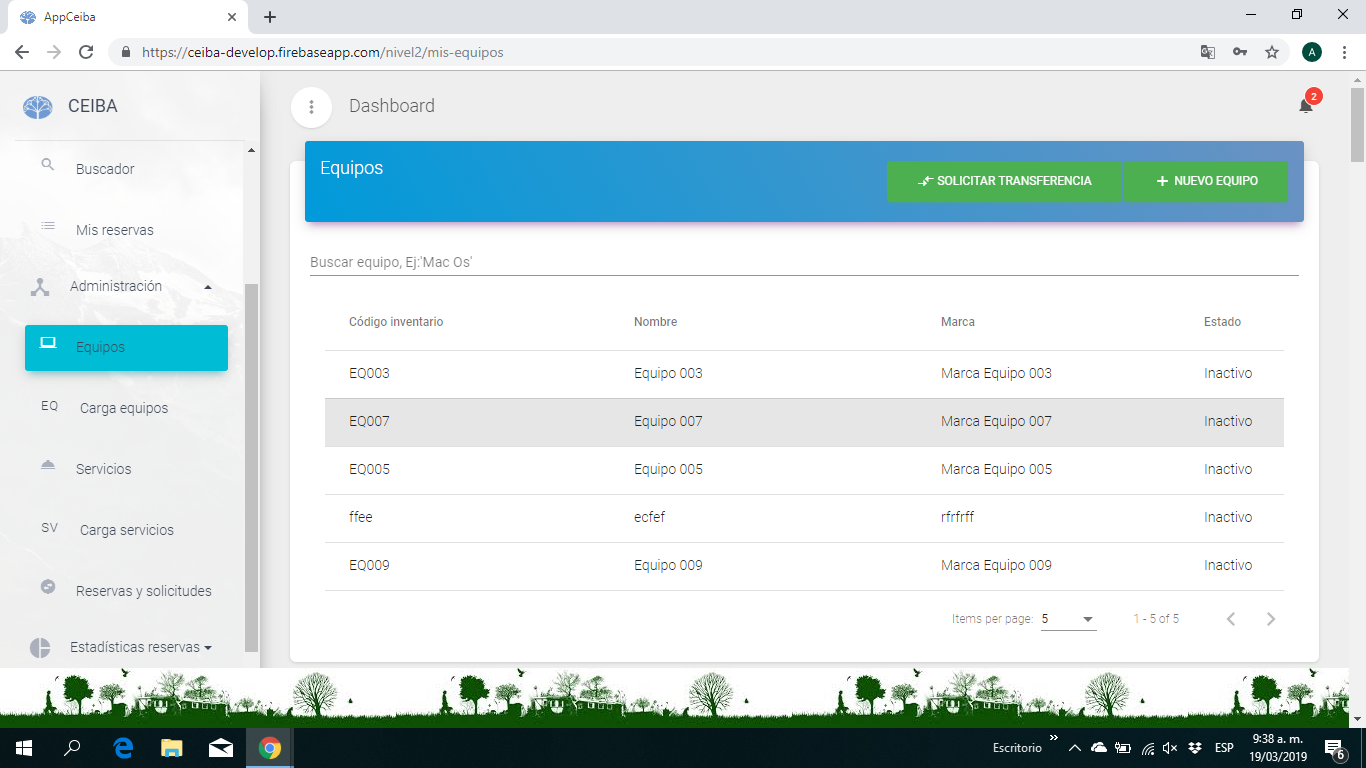 AppCeiba
https://ceiba-develop.firebaseapp.com/nivel2/mis-equipos
A
CEIBA
Dashboard
2
Buscador
Mis reservas
Administración
Equipos
EQ Carga equipos
Servicios
SV Carga servicios
Reservas y solicitudes
Estadísticas reservas
Equipos
SOLICITAR TRANSFERENCIA
NUEVO EQUIPO
Buscar equipo, Ej:'Mac Os'
Código inventario Nombre Marca Estado
EQ003 Equipo 003 Marca Equipo 003 Inactivo
EQ007 Equipo 007 Marca Equipo 007 Inactivo
EQ005 Equipo 005 Marca Equipo 005 Inactivo
ffee ecfef rfrfrff Inactivo
EQ009 Equipo 009 Marca Equipo 009 Inactivo
Items per page: 5 1 - 5 of 5
Escritorio
ESP
9:38 a. m.
19/03/2019
6